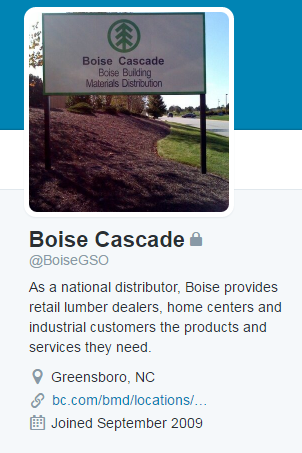 Boise Cascade
Boise Building
Materials Distribution
Boise Cascade
@BoiseGSO
As a national distributor, Boise provides
retail lumber dealers, home centers and
industrial customers the products and
services they need.
Greensboro, NC
bc.com/bmd/locations/...
Joined September 2009